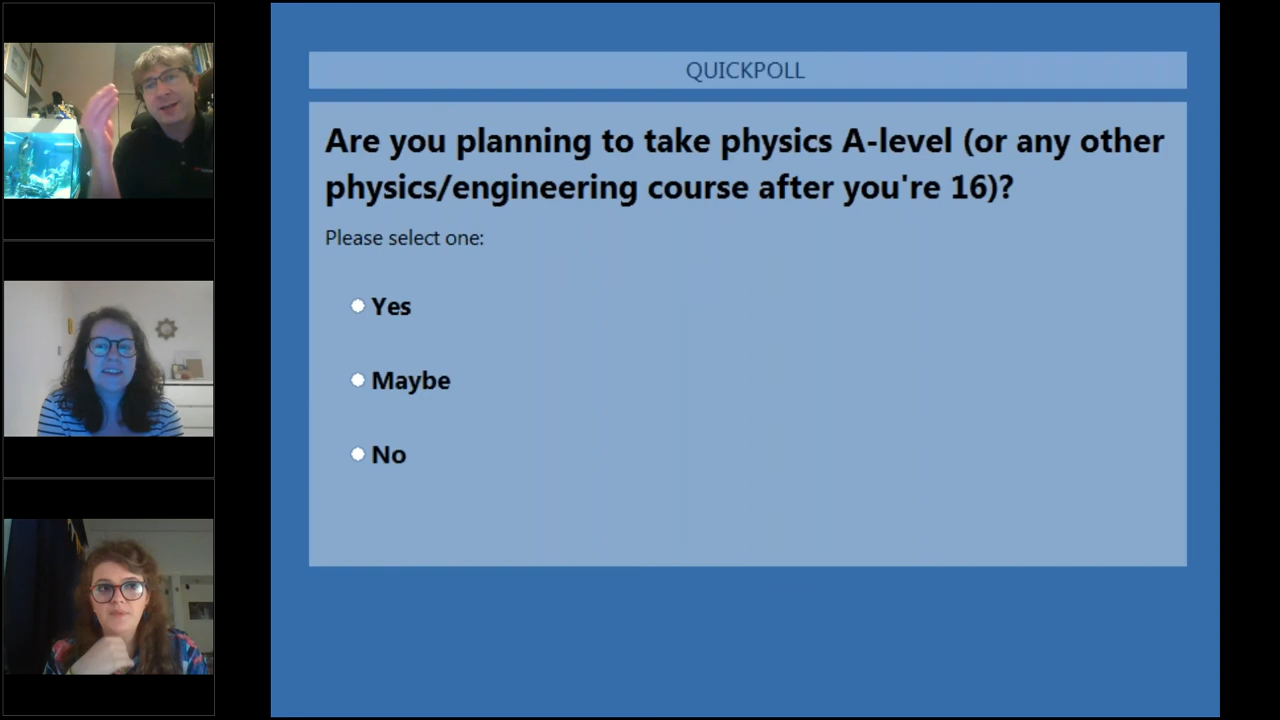 QUICKPOLL
Are you planning to take physics A-level (or any other
physics/engineering course after you're 16)?
Please select one:
Yes
Maybe
No